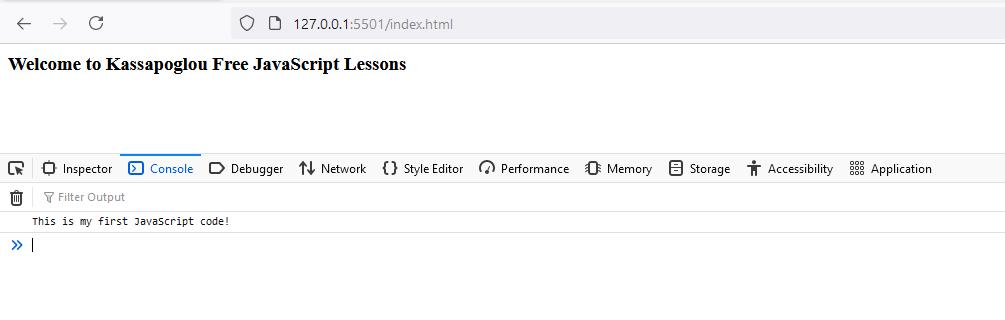 127.0.0.1:5501/index.html
Welcome to Kassapoglou Free JavaScript Lessons
Inspector Console Debugger Network {} Style Editor Performance Memory Storage Accessibility Application
Filter Output
This is my first JavaScript code!
»